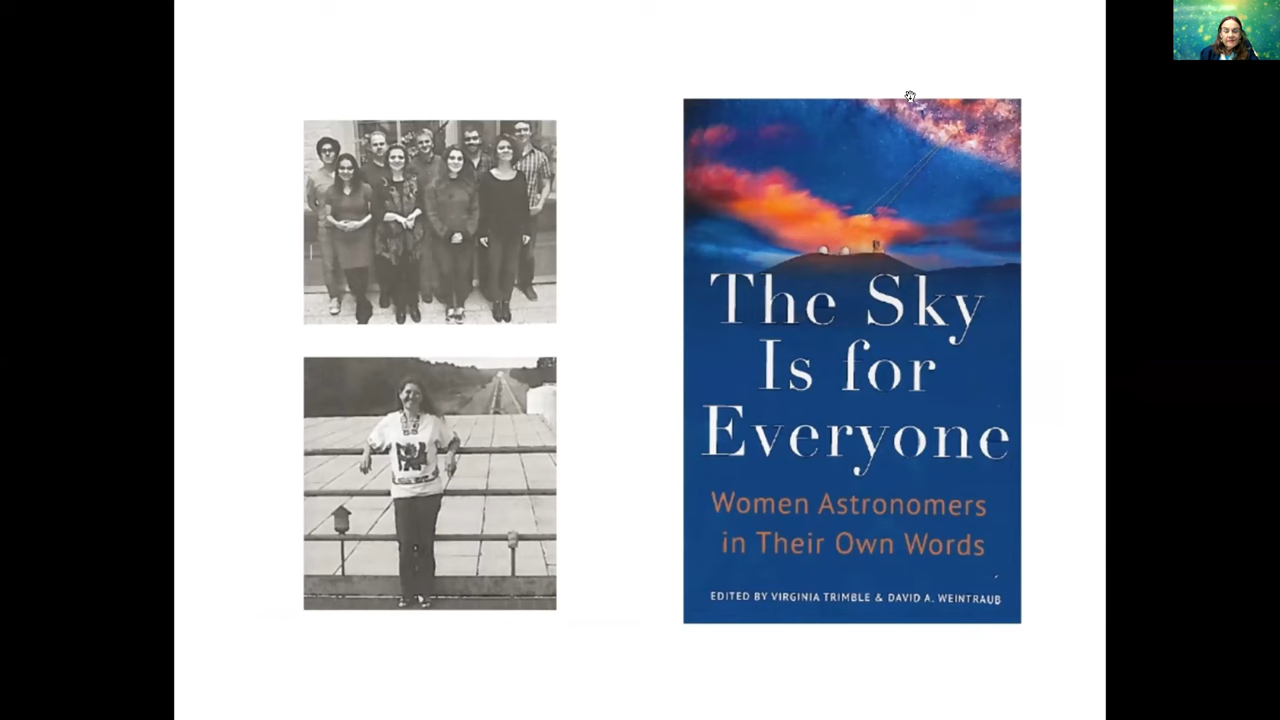 The Sky
Is for
Everyone
Women Astronomers
in Their Own Words
EDITED BY VIRGINIA TRIMBLE & DAVID A. WEINTRAUB